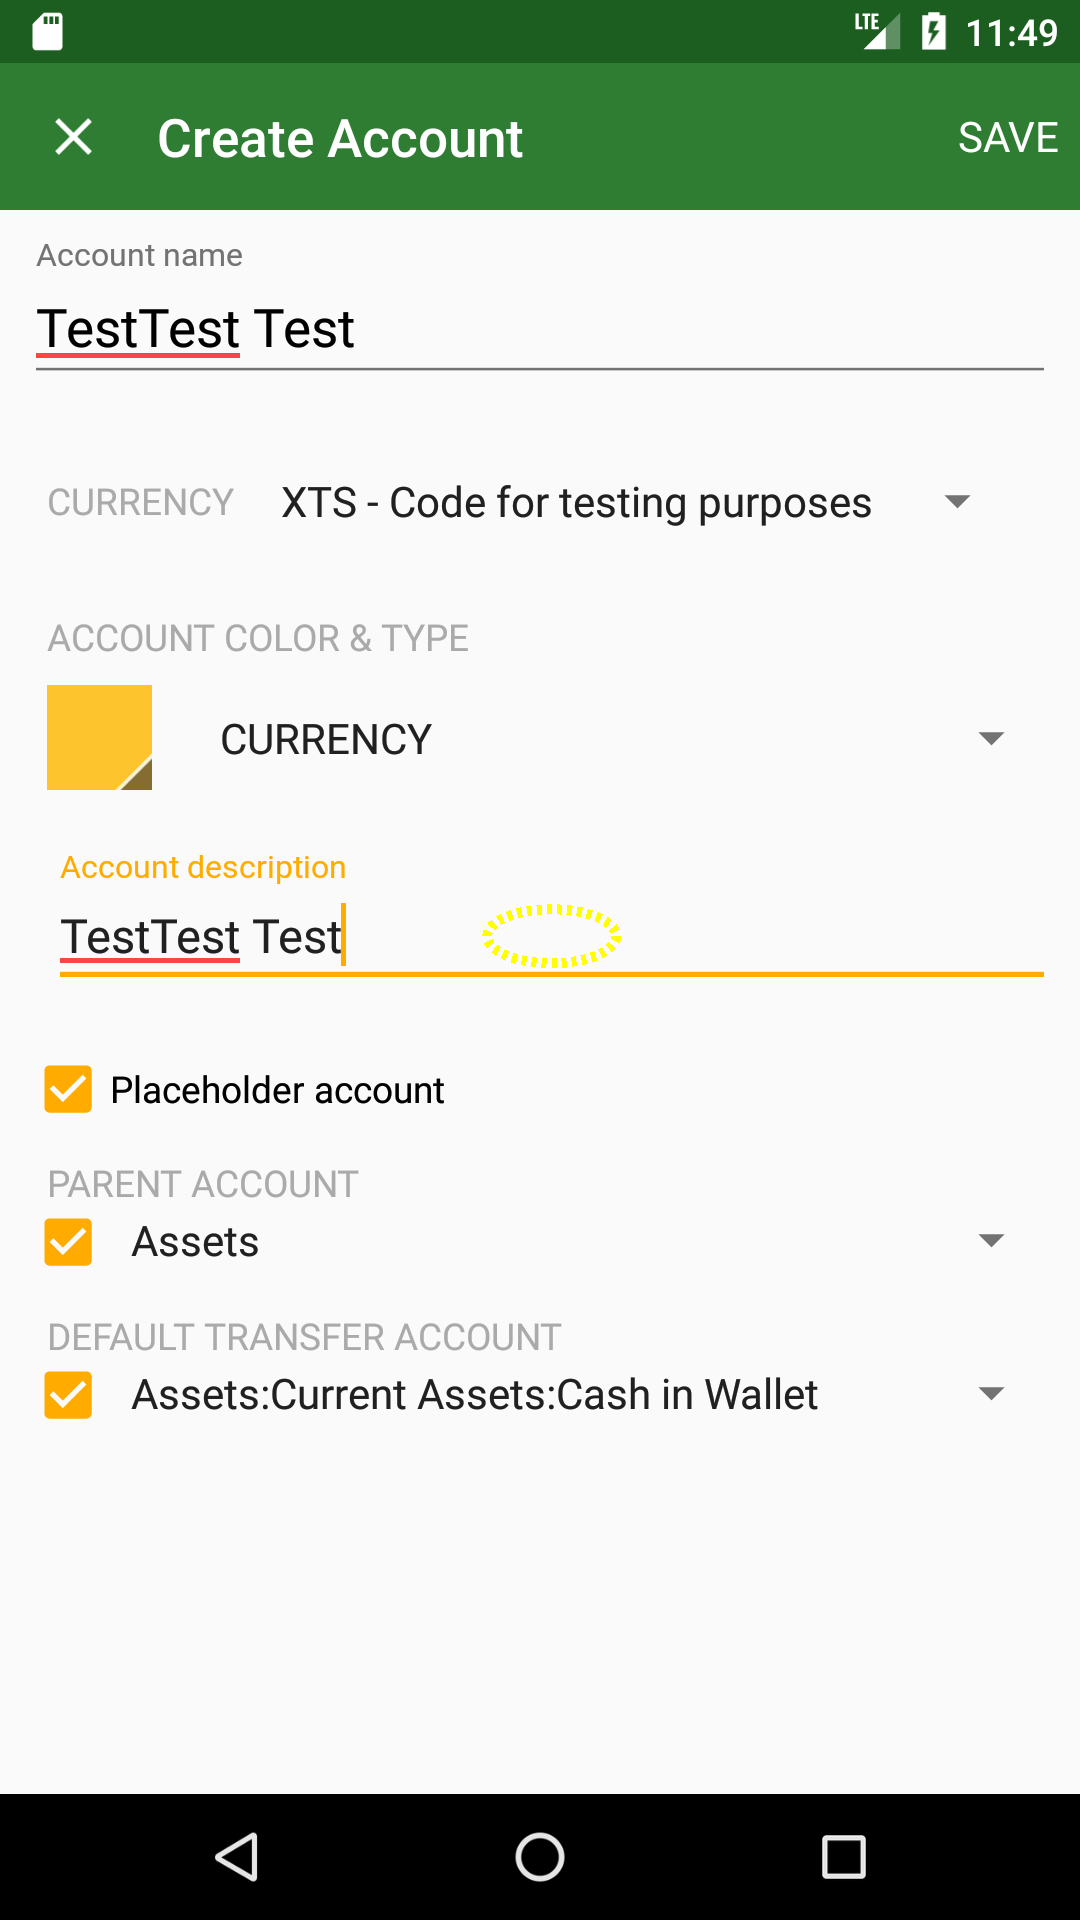 LTE 11:49
Create Account SAVE
Account name
TestTest Test
CURRENCY XTS - Code for testing purposes
ACCOUNT COLOR & TYPE
CURRENCY
Account description
TestTest Test
Placeholder account
PARENT ACCOUNT
Assets
DEFAULT TRANSFER ACCOUNT
Assets:Current Assets:Cash in Wallet